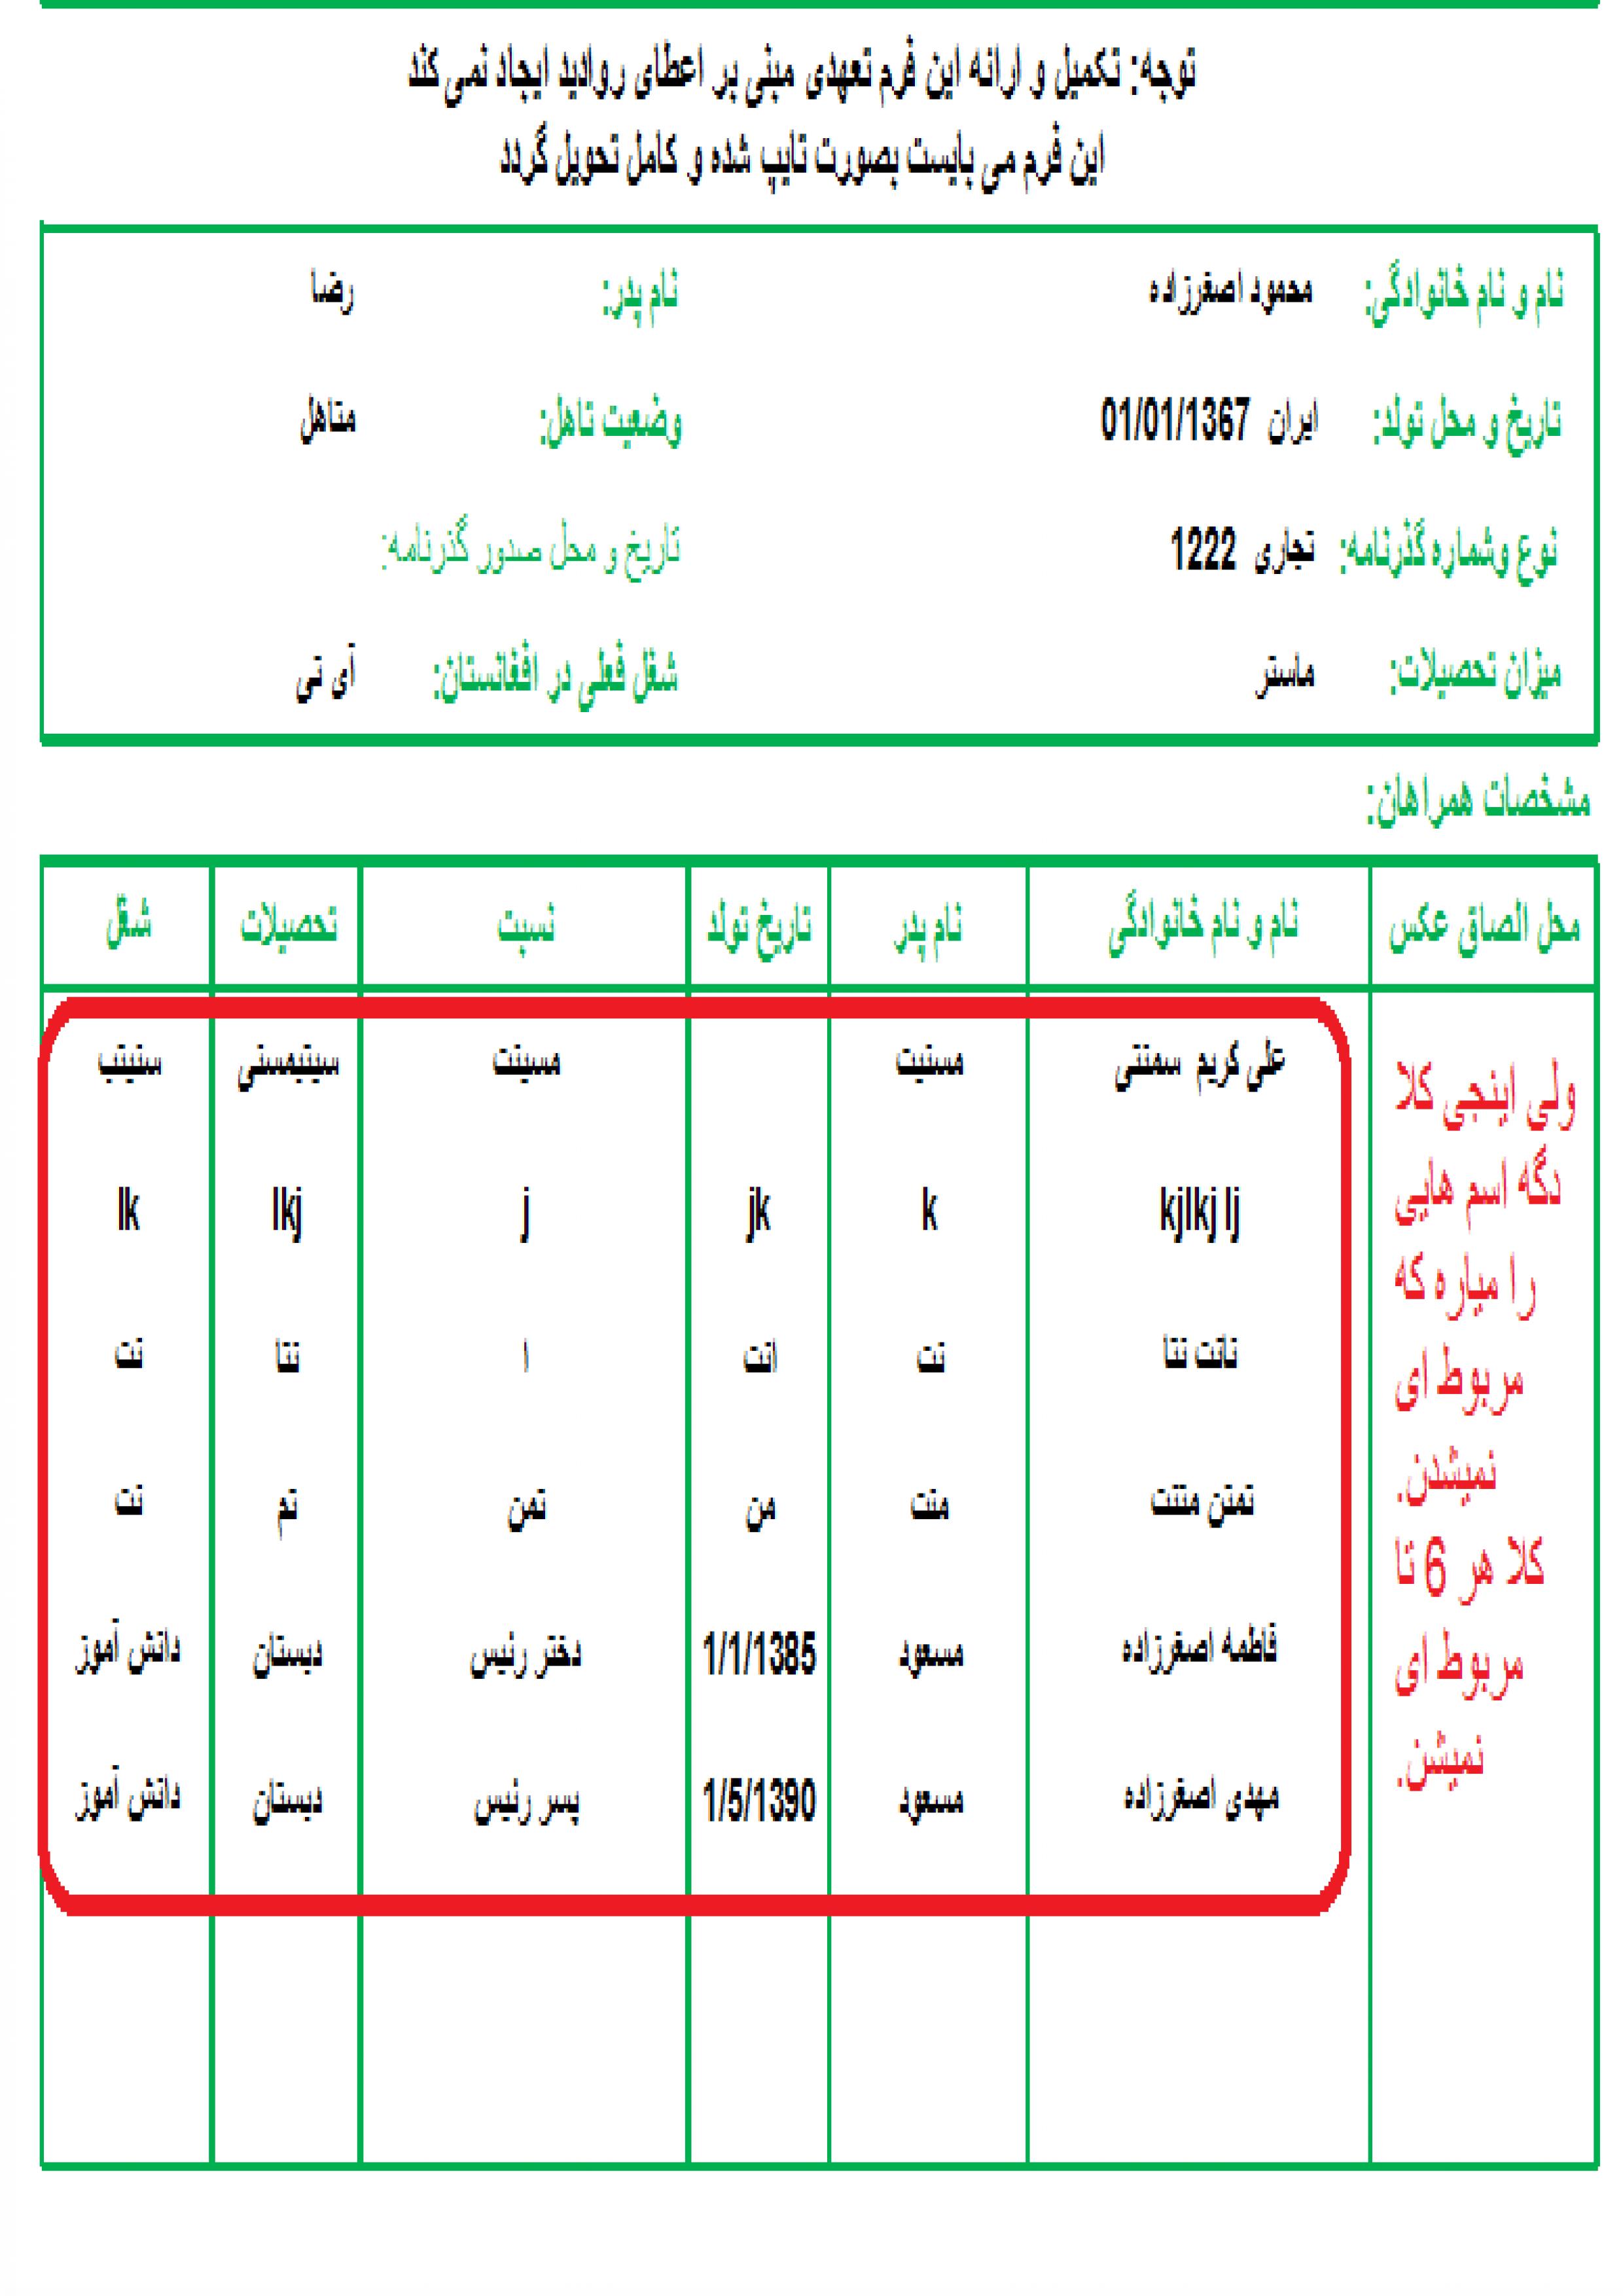 توجه: تکمیل و ارائه این فرم تعهدی مبنی بر اعطای روادید ایجاد نمی‌کند
این فرم می بایست بصورت تایپ شده و کامل تحویل گردد
نام و نام خانوادگی: محمود اصغرزاده نام پدر: رضا
تاریخ و محل تولد: ایران 01/01/1367 وضعیت تاهل: متاهل
نوع وشماره گذرنامه: تجاری 1222 تاریخ و محل صدور گذرنامه:
میزان تحصیلات: ماستر شغل فعلی در افغانستان: آی تی
مشخصات همراهان:
محل الصاق عکس نام و نام خانوادگی نام پدر تاریخ تولد نسبت تحصیلات شغل
علی کریم سمنتی مسنیت مسینت سیتیمسنی سنیتب
kjlkj lj k jk j lkj lk
نانت نتا نت انت ا نتا نت
تمتن منتت منت من تمن تم نت
فاطمه اصغرزاده مسعود 1/1/1385 دختر رئیس دبستان دانش آموز
مهدی اصغرزاده مسعود 1/5/1390 پسر رئیس دبستان دانش آموز
ولی اینجی کلا
دگه اسم هایی
را میاره که
مربوط ای
نمیشدن.
کلا هر 6 تا
مربوط ای
نمیشن.